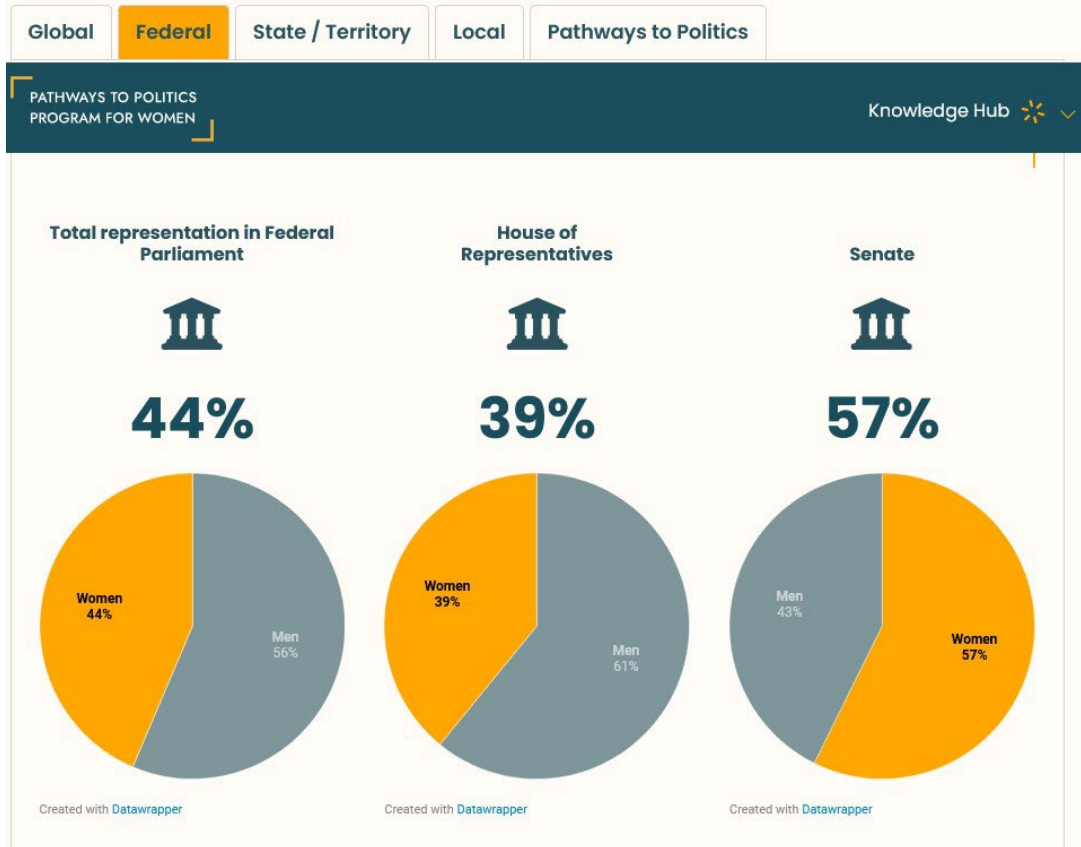 Global
Federal
State / Territory
Local
Pathways to Politics
PATHWAYS TO POLITICS
PROGRAM FOR WOMEN
Knowledge Hub
Total representation in Federal
Parliament
44%
Women
44%
Men
56%
Created with Datawrapper
House of
Representatives
39%
Women
39%
Men
61%
Created with Datawrapper
Senate
57%
Men
43%
Women
57%
Created with Datawrapper